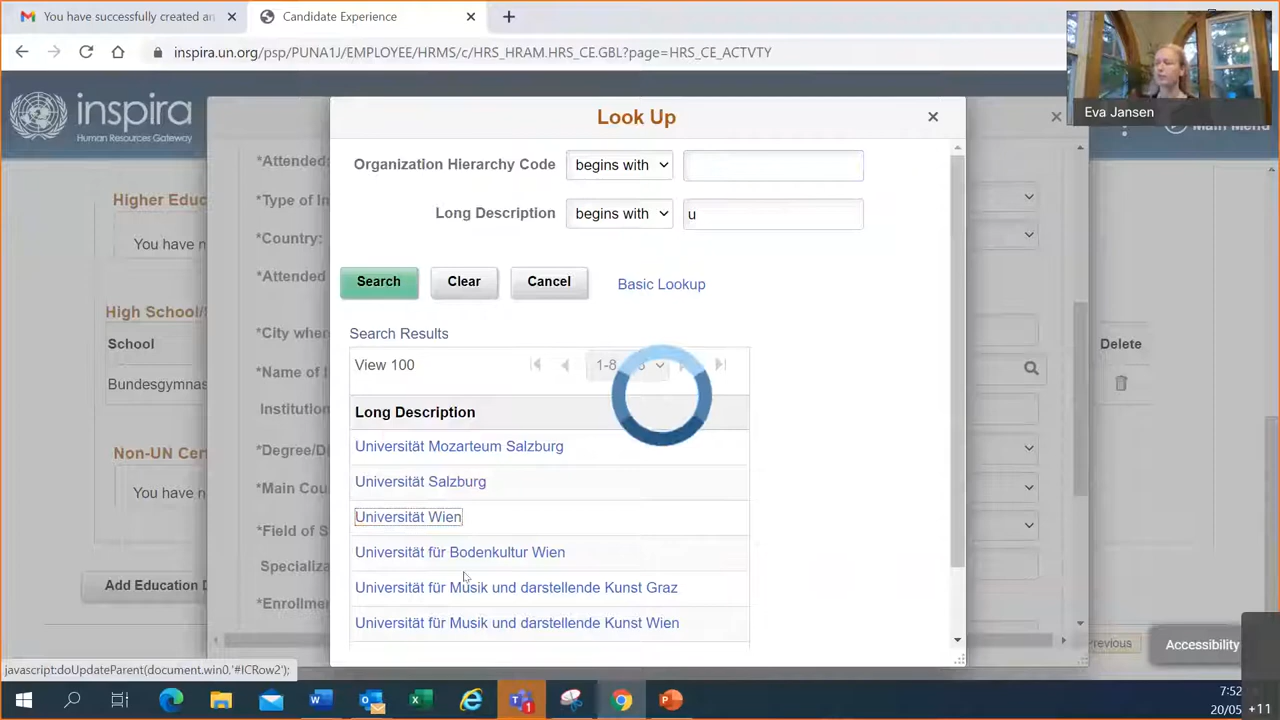 You have successfully created an
Candidate Experience
inspira.un.org/psp/PUNA1J/EMPLOYEE/HRMS/c/HRS_HRAM.HRS_CE.GBL?page=HRS_CE_ACTVTY
Eva Jansen
inspira
Human Resources Gateway
Main Menu
Look Up
Organization Hierarchy Code
begins with
Long Description
begins with
u
Search
Clear
Cancel
Basic Lookup
Search Results
View 100
1-8
Long Description
Universität Mozarteum Salzburg
Universität Salzburg
Universität Wien
Universität für Bodenkultur Wien
Universität für Musik und darstellende Kunst Graz
Universität für Musik und darstellende Kunst Wien
*Attended
*Type of In
*Country:
*Attended
*City wher
*Name of I
Institution
*Degree/D
*Main Cou
*Field of S
Specializa
*Enrollme
Higher Educ
You have n
High School/
School
Delete
Bundesgymnas
Non-UN Cer
You have n
Add Education D
Previous
Accessibility
javascript:doUpdateParent(document.win0,'#ICRow2');
7:52
20/05
+11
1